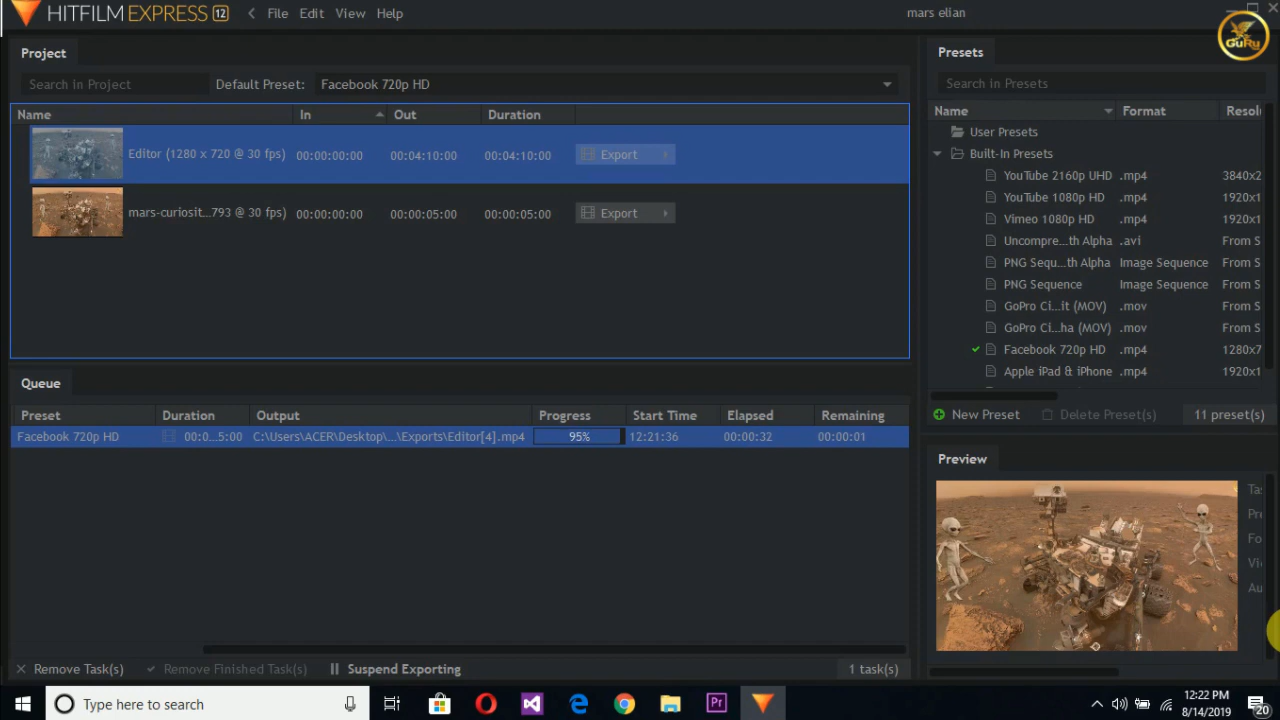 HITFILM EXPRESS 12 File Edit View Help mars elian
GuRu
Project
Search in Project Default Preset: Facebook 720p HD
Name In Out Duration
Editor (1280 x 720 @ 30 fps) 00:00:00:00 00:04:10:00 00:04:10:00 Export
mars-curiosit...793 @ 30 fps) 00:00:00:00 00:00:05:00 00:00:05:00 Export
Presets
Search in Presets
Name Format Resol
User Presets
Built-In Presets
YouTube 2160p UHD .mp4 3840x2
YouTube 1080p HD .mp4 1920x1
Vimeo 1080p HD .mp4 1920x1
Uncompre...th Alpha .avi From S
PNG Sequ...th Alpha Image Sequence From S
PNG Sequence Image Sequence From S
GoPro Ci...it (MOV) .mov From S
GoPro Ci...ha (MOV) .mov From S
Facebook 720p HD .mp4 1280x7
Apple iPad & iPhone .mp4 1920x1
New Preset Delete Preset(s) 11 preset(s)
Queue
Preset Duration Output Progress Start Time Elapsed Remaining
Facebook 720p HD 00:0...5:00 C:\Users\ACER\Desktop\...\Exports\Editor[4].mp4 95% 12:21:36 00:00:32 00:00:01
Preview
Ta
Pre
Fo
Vi
Au
Remove Task(s) Remove Finished Task(s) Suspend Exporting 1 task(s)
Type here to search
Pr
12:22 PM
8/14/2019
20